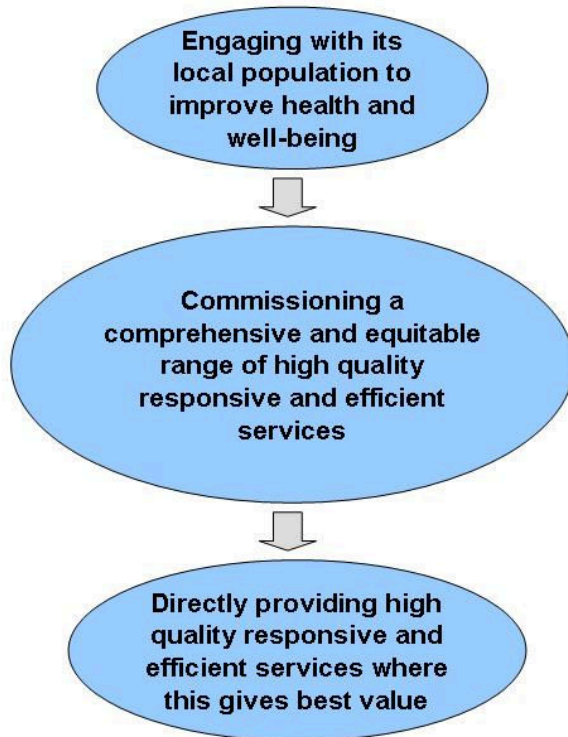 Engaging with its
local population to
improve health and
well-being
Commissioning a
comprehensive and equitable
range of high quality
responsive and efficient
services
Directly providing high
quality responsive and
efficient services where
this gives best value